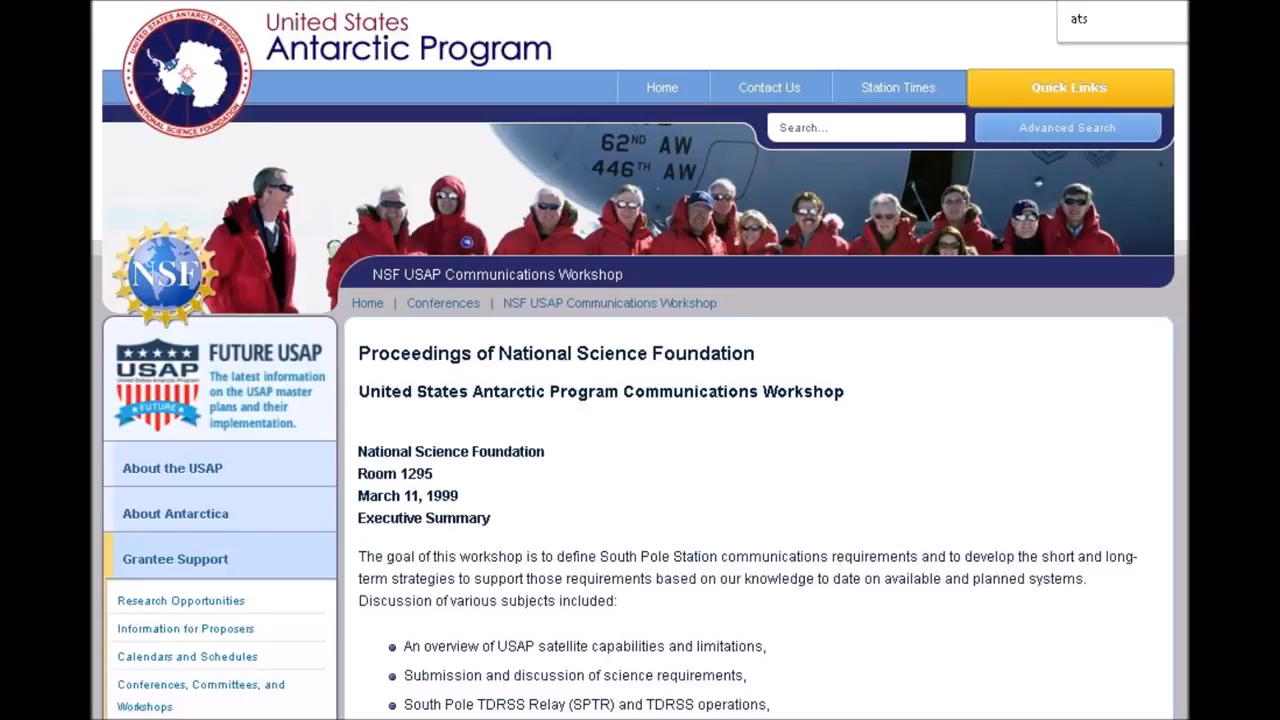 ats
UNITED STATES ANTARCTIC PROGRAM
NATIONAL SCIENCE FOUNDATION
United States
Antarctic Program
Home
Contact Us
Station Times
Quick Links
Search...
Advanced Search
62ND AW
446TH AW
NSF
NSF USAP Communications Workshop
Home | Conferences | NSF USAP Communications Workshop
USAP
United States Antarctic Program
FUTURE
FUTURE USAP
The latest information
on the USAP master
plans and their
implementation.
About the USAP
About Antarctica
Grantee Support
Research Opportunities
Information for Proposers
Calendars and Schedules
Conferences, Committees, and
Workshops
Proceedings of National Science Foundation
United States Antarctic Program Communications Workshop
National Science Foundation
Room 1295
March 11, 1999
Executive Summary
The goal of this workshop is to define South Pole Station communications requirements and to develop the short and long-
term strategies to support those requirements based on our knowledge to date on available and planned systems.
Discussion of various subjects included:
An overview of USAP satellite capabilities and limitations,
Submission and discussion of science requirements,
South Pole TDRSS Relay (SPTR) and TDRSS operations,